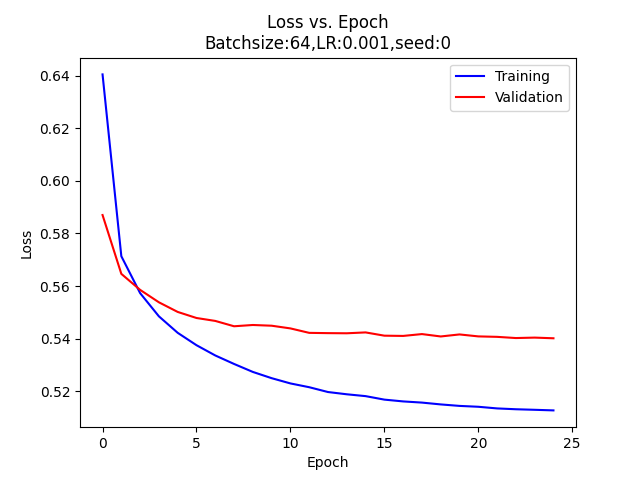 Loss vs. Epoch
Batchsize:64,LR:0.001,seed:0
Training
Validation
Loss
0.64
0.62
0.60
0.58
0.56
0.54
0.52
0 5 10 15 20 25
Epoch